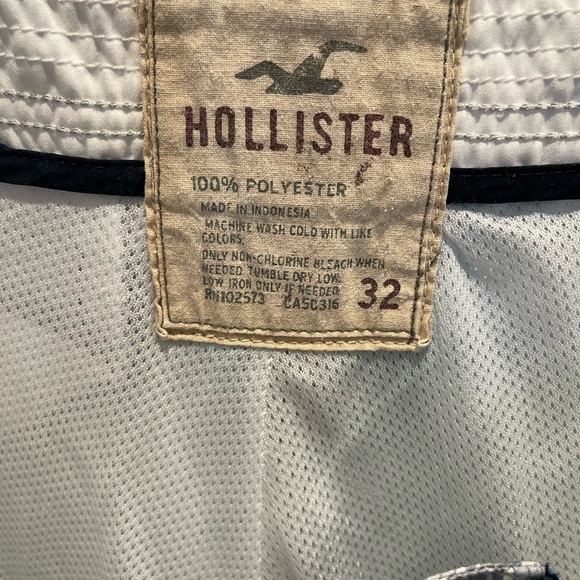 HOLLISTER
100% POLYESTER
MADE IN INDONESIA
MACHINE WASH COLD WITH LIKE
COLORS.
ONLY NON-CHLORINE BLEACH WHEN
NEEDED. TUMBLE DRY LOW.
LOW IRON ONLY IF NEEDED.
RN102573 CA50316 32